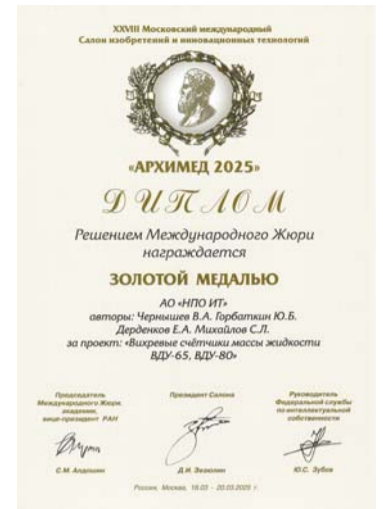 XXVIII Московский международный
Салон изобретений и инновационных технологий
«АРХИМЕД 2025»
ДИПЛОМ
Решением Международного Жюри
награждается
ЗОЛОТОЙ МЕДАЛЬЮ
АО «НПО ИТ»
авторы: Чернышев В.А. Горбаткин Ю.Б.
Дерденков Е.А. Михайлов С.Л.
за проект: «Вихревые счётчики массы жидкости
ВДУ-65, ВДУ-80»
Председатель
Международного Жюри,
академик,
вице-президент РАН
С.М. Алдошин
Президент Салона
Д.И. Зезюлин
Руководитель
Федеральной службы
по интеллектуальной
собственности
Ю.С. Зубов
Россия, Москва, 18.03 - 20.03.2025 г.